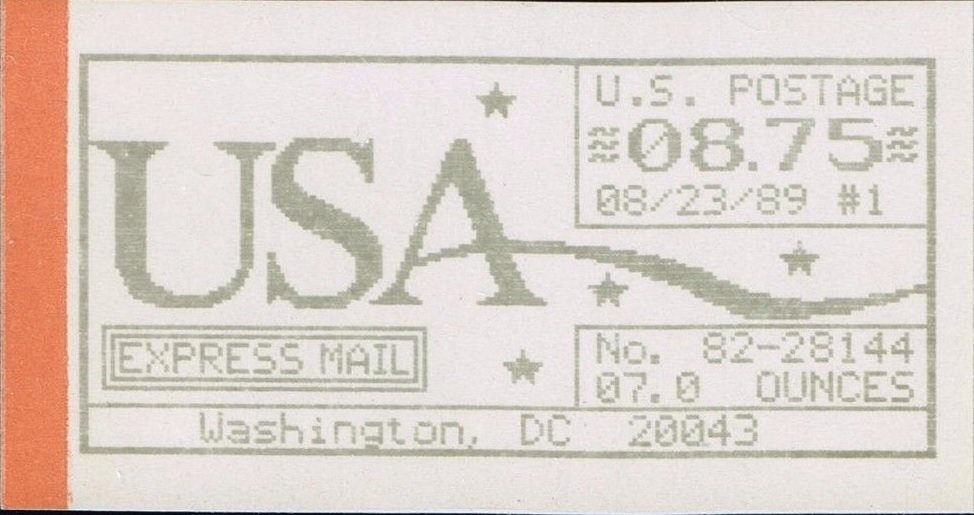 USA
U.S. POSTAGE
≈08.75≈
08/23/89 #1
EXPRESS MAIL
No. 82-28144
07.0 OUNCES
Washington, DC 20043